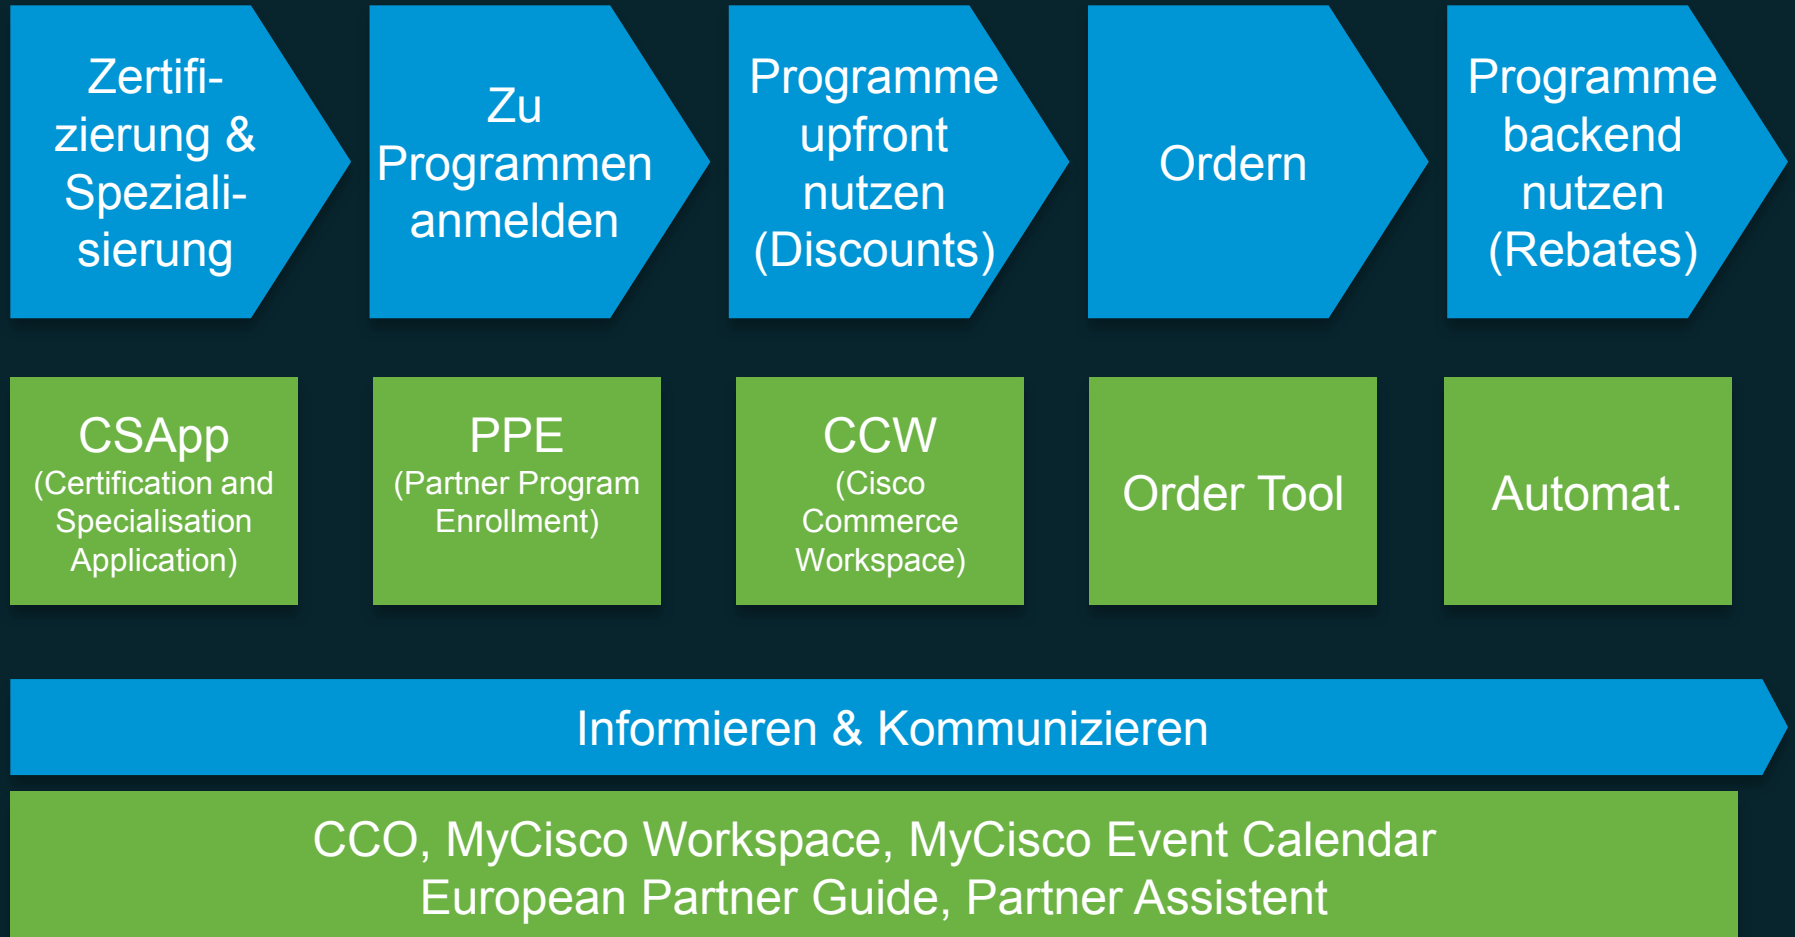 Zertifi-
zierung &
Speziali-
sierung
Zu
Programmen
anmelden
Programme
upfront
nutzen
(Discounts)
Ordern
Programme
backend
nutzen
(Rebates)
CSApp
(Certification and
Specialisation
Application)
PPE
(Partner Program
Enrollment)
CCW
(Cisco
Commerce
Workspace)
Order Tool
Automat.
Informieren & Kommunizieren
CCO, MyCisco Workspace, MyCisco Event Calendar
European Partner Guide, Partner Assistent